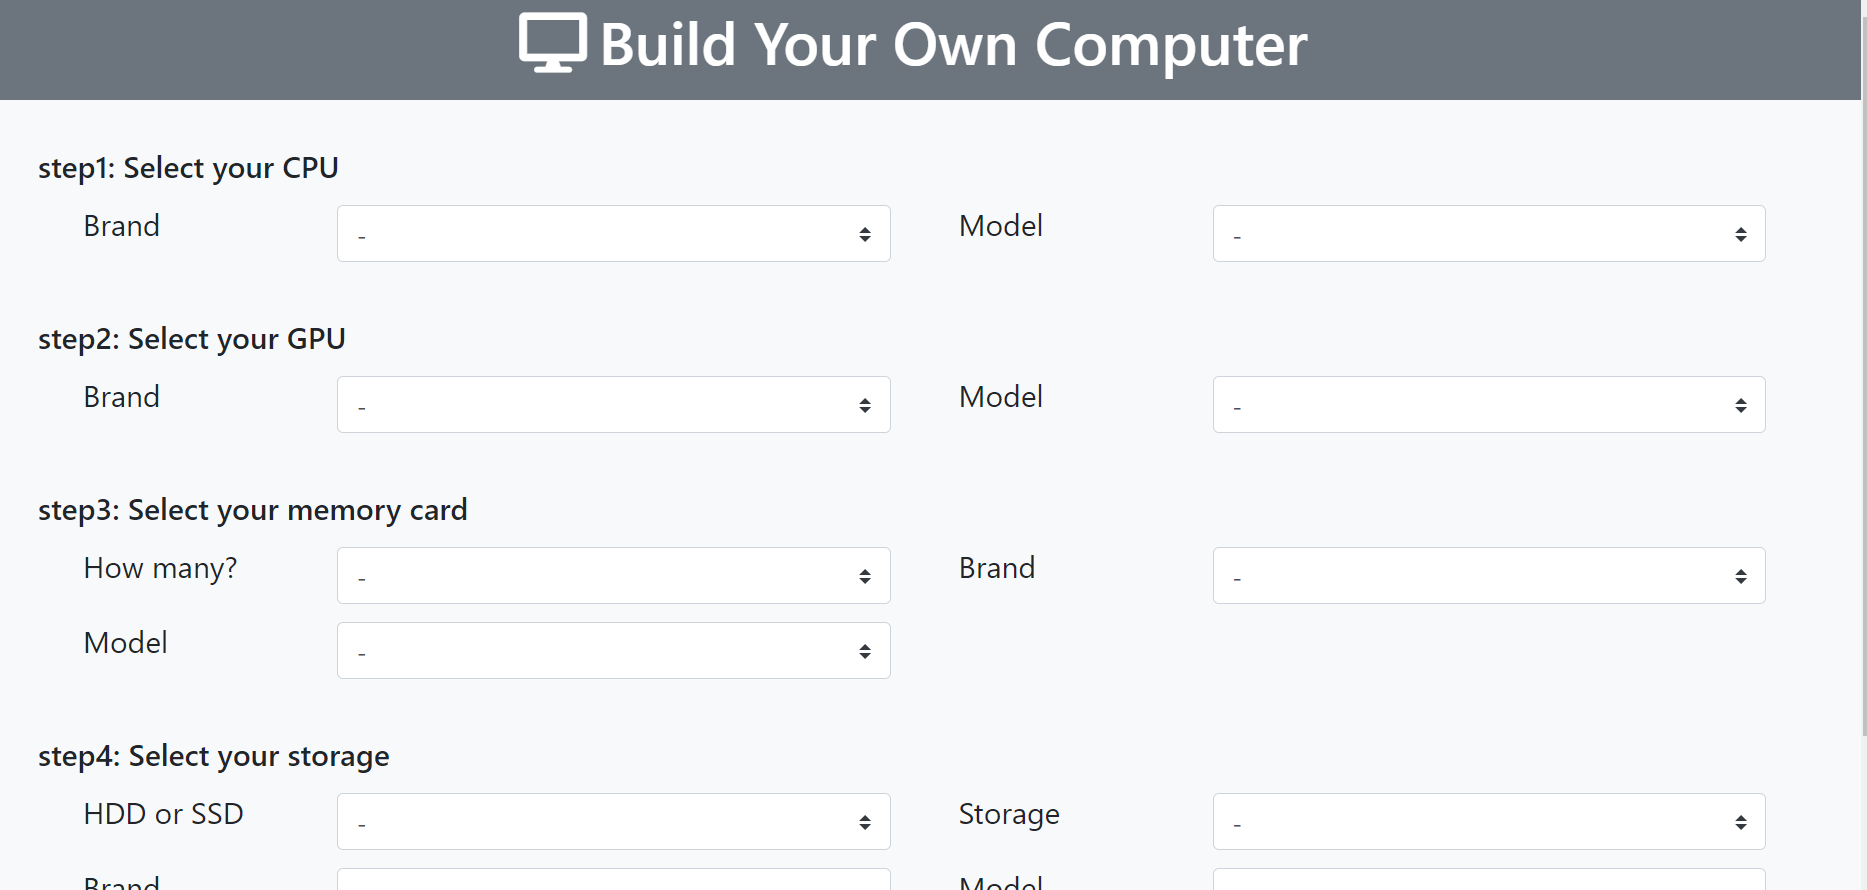 Build Your Own Computer
step1: Select your CPU
Brand - Model -
step2: Select your GPU
Brand - Model -
step3: Select your memory card
How many? - Brand -
Model -
step4: Select your storage
HDD or SSD - Storage -
Brand Model